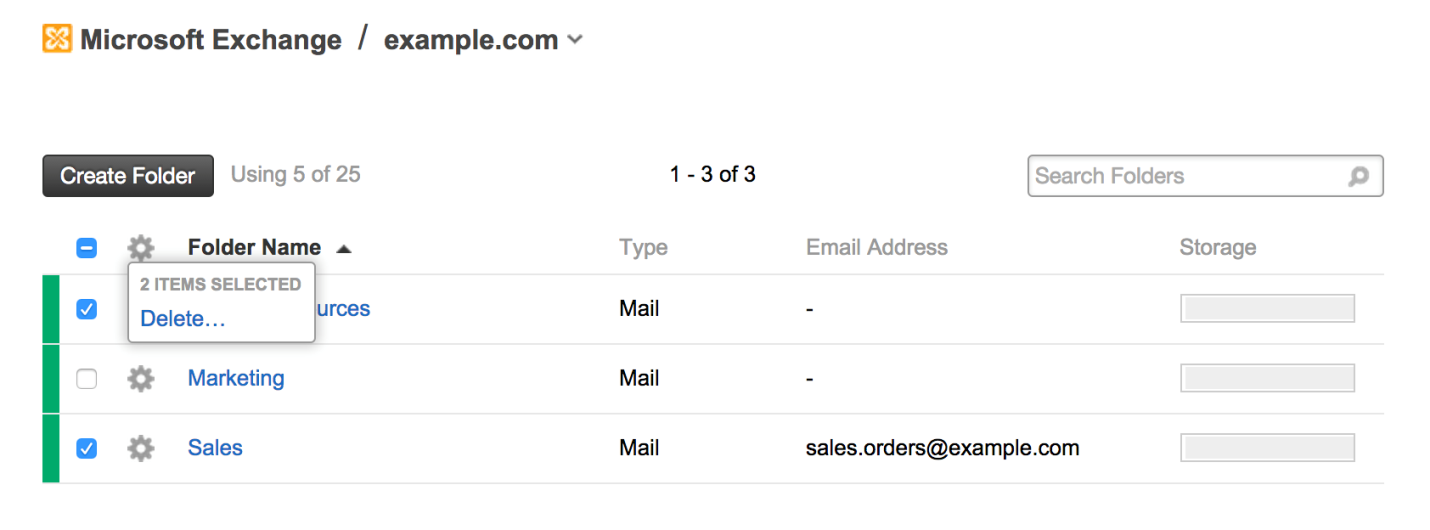 Microsoft Exchange / example.com
Create Folder Using 5 of 25 1 - 3 of 3 Search Folders
Folder Name Type Email Address Storage
2 ITEMS SELECTED
urces Mail -
Delete…
Marketing Mail -
Sales Mail sales.orders@example.com